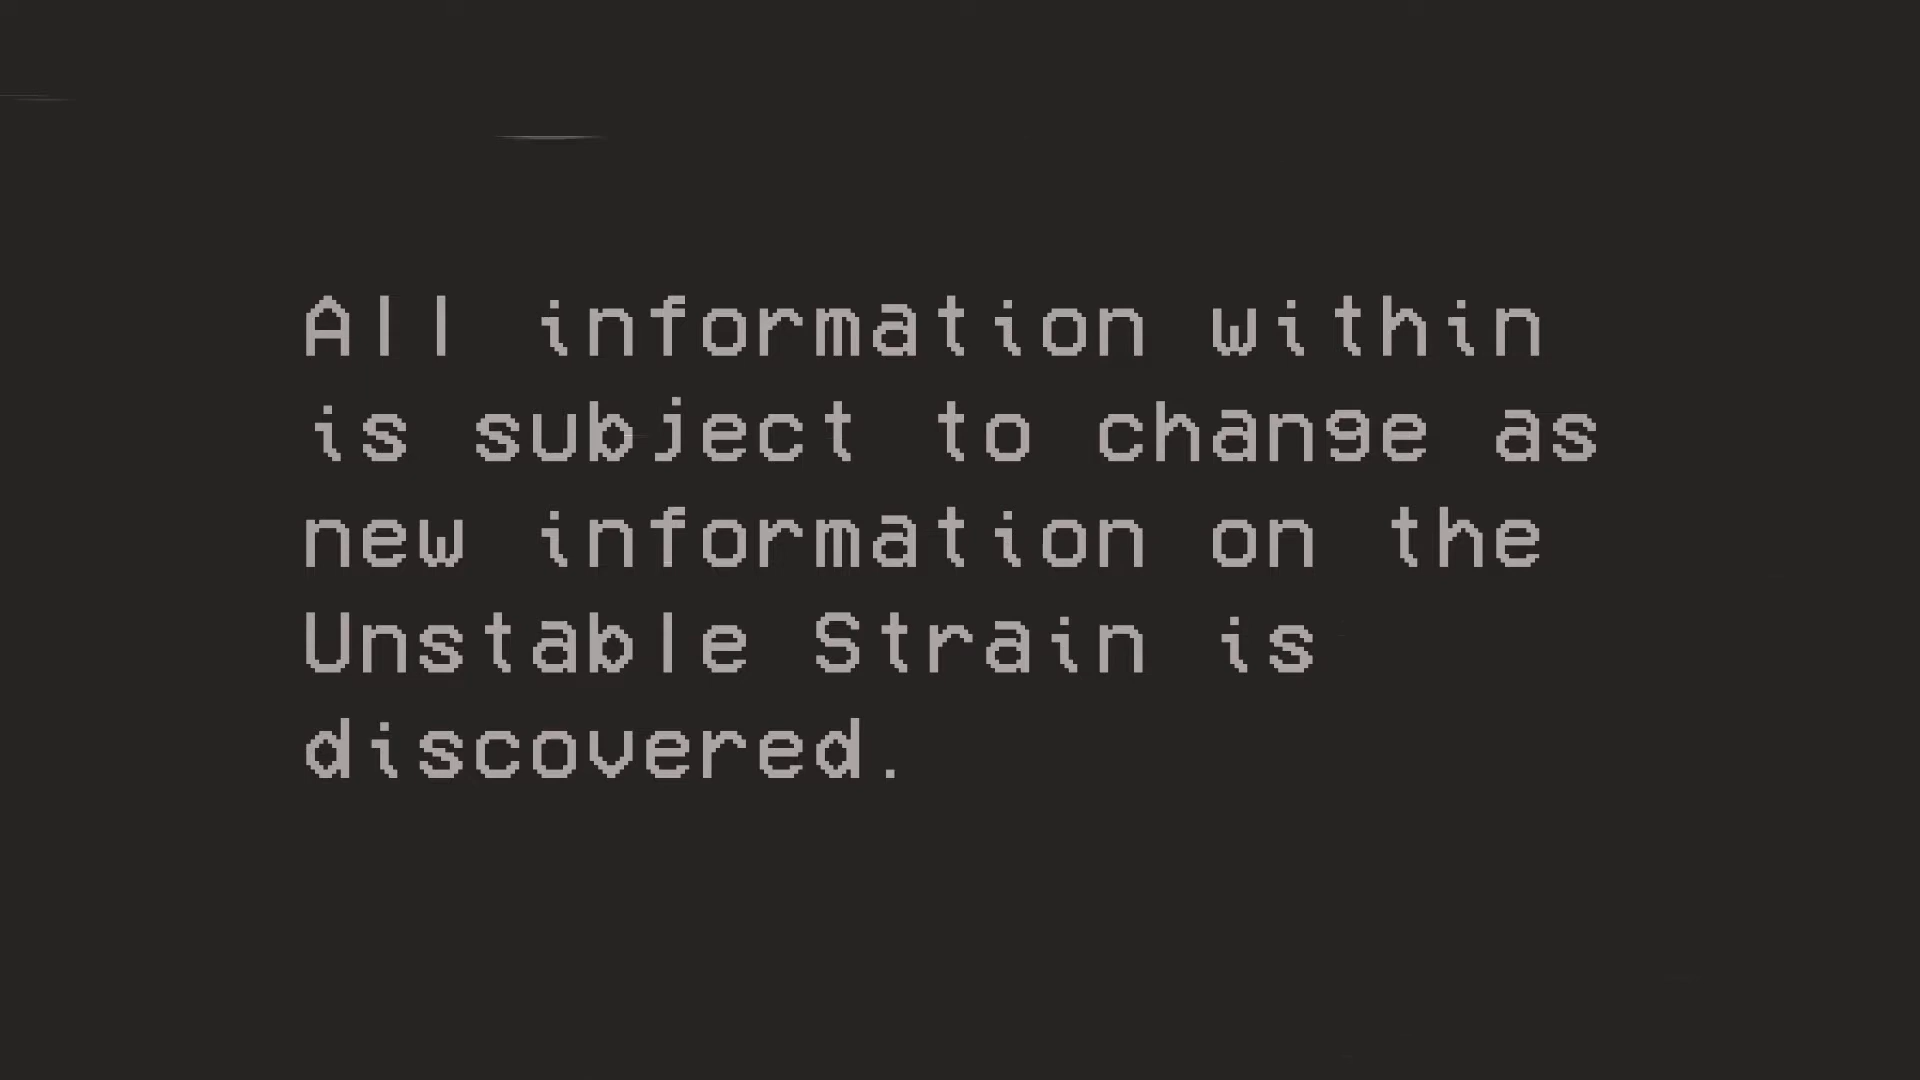 All information within
is subject to change as
new information on the
Unstable Strain is
discovered.